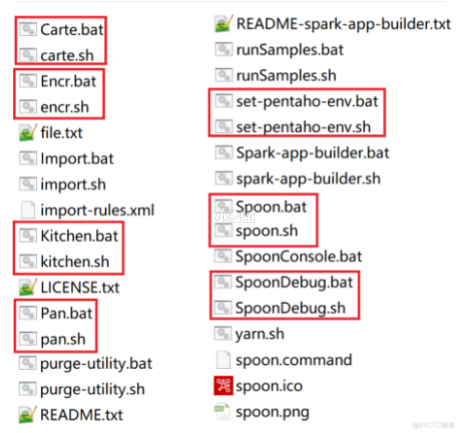 Carte.bat
carte.sh
Encr.bat
encr.sh
file.txt
Import.bat
import.sh
import-rules.xml
Kitchen.bat
kitchen.sh
LICENSE.txt
Pan.bat
pan.sh
purge-utility.bat
purge-utility.sh
README.txt
README-spark-app-builder.txt
runSamples.bat
runSamples.sh
set-pentaho-env.bat
set-pentaho-env.sh
Spark-app-builder.bat
spark-app-builder.sh
Spoon.bat
spoon.sh
SpoonConsole.bat
SpoonDebug.bat
SpoonDebug.sh
yarn.sh
spoon.command
spoon.ico
spoon.png
@51CTO博客